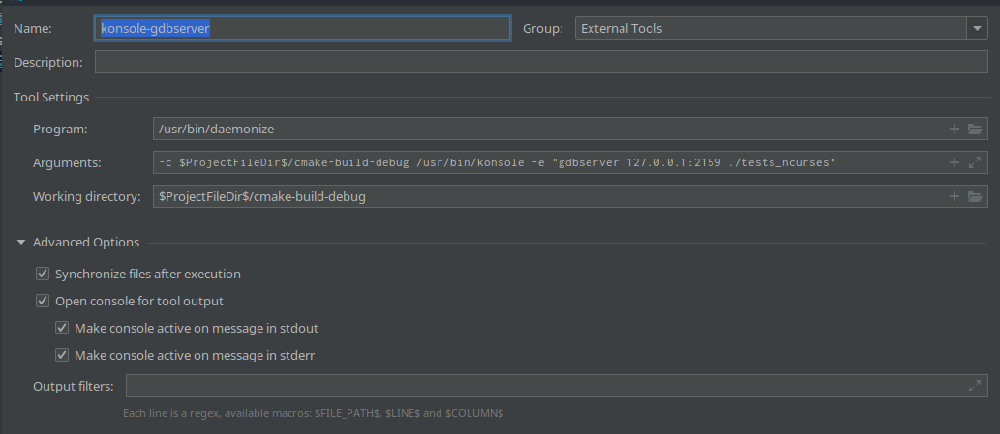 Name: konsole-gdbserver Group: External Tools
Description:
Tool Settings
Program: /usr/bin/daemonize
Arguments: -c $ProjectFileDir$/cmake-build-debug /usr/bin/konsole -e "gdbserver 127.0.0.1:2159 ./tests_ncurses"
Working directory: $ProjectFileDir$/cmake-build-debug
Advanced Options
Synchronize files after execution
Open console for tool output
Make console active on message in stdout
Make console active on message in stderr
Output filters:
Each line is a regex, available macros: $FILE_PATH$, $LINE$ and $COLUMN$